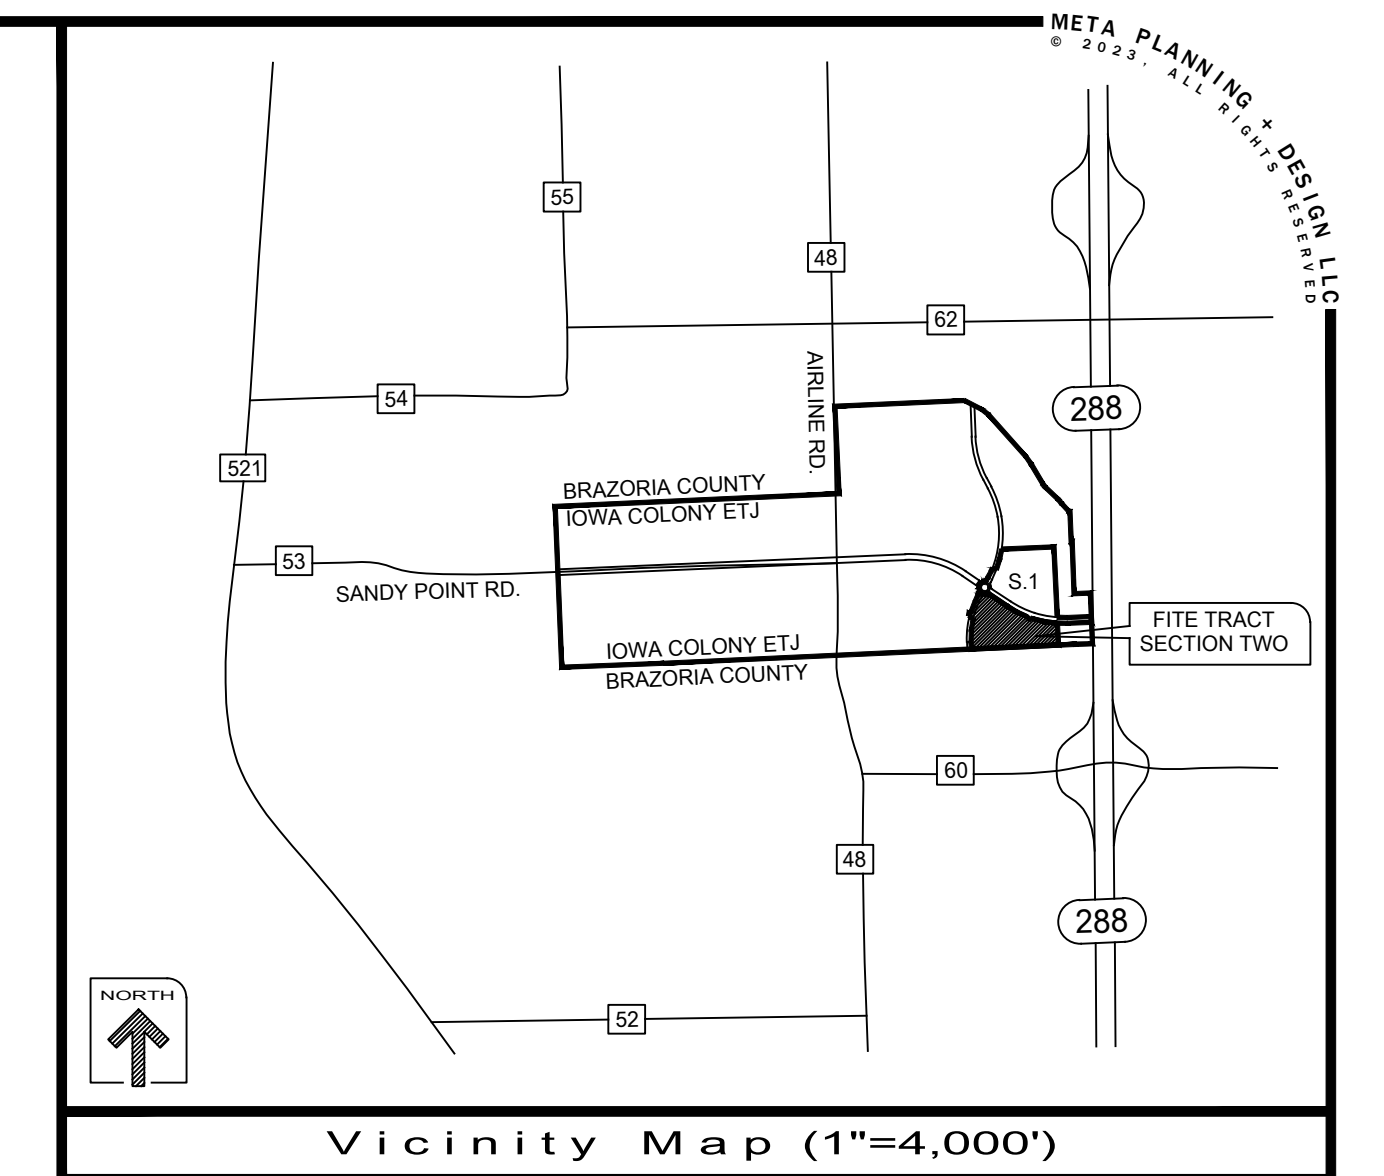 META PLANNING + DESIGN LLC
© 2023, ALL RIGHTS RESERVED
55
48
62
AIRLINE RD.
54
288
521
BRAZORIA COUNTY
IOWA COLONY ETJ
53
SANDY POINT RD.
S.1
FITE TRACT
SECTION TWO
IOWA COLONY ETJ
BRAZORIA COUNTY
60
48
288
NORTH
52
Vicinity Map (1"=4,000')